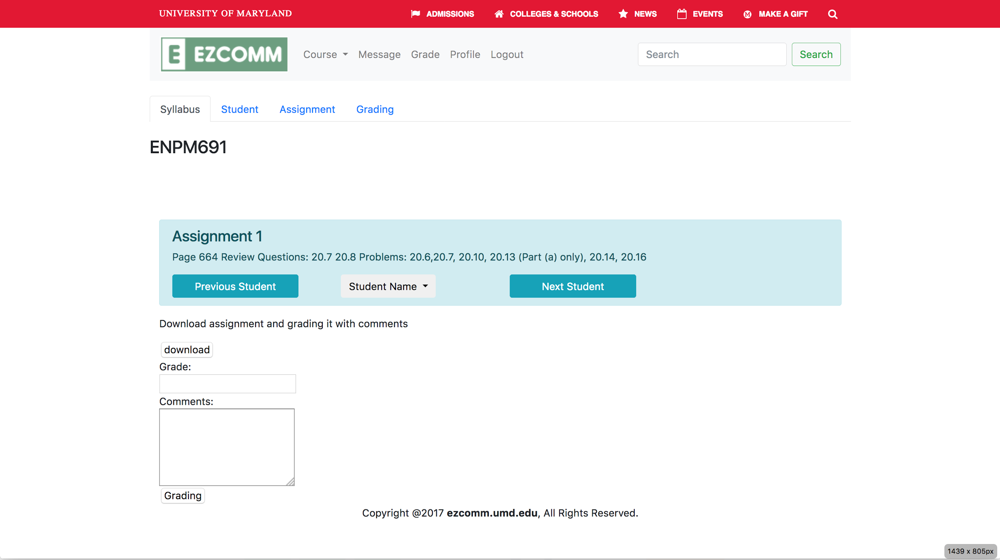 UNIVERSITY OF MARYLAND ADMISSIONS COLLEGES & SCHOOLS NEWS EVENTS MAKE A GIFT
E EZCOMM Course Message Grade Profile Logout Search Search
Syllabus Student Assignment Grading
ENPM691
Assignment 1
Page 664 Review Questions: 20.7 20.8 Problems: 20.6,20.7, 20.10, 20.13 (Part (a) only), 20.14, 20.16
Previous Student Student Name Next Student
Download assignment and grading it with comments
download
Grade:
Comments:
Grading
Copyright @2017 ezcomm.umd.edu, All Rights Reserved.
1439 x 805px